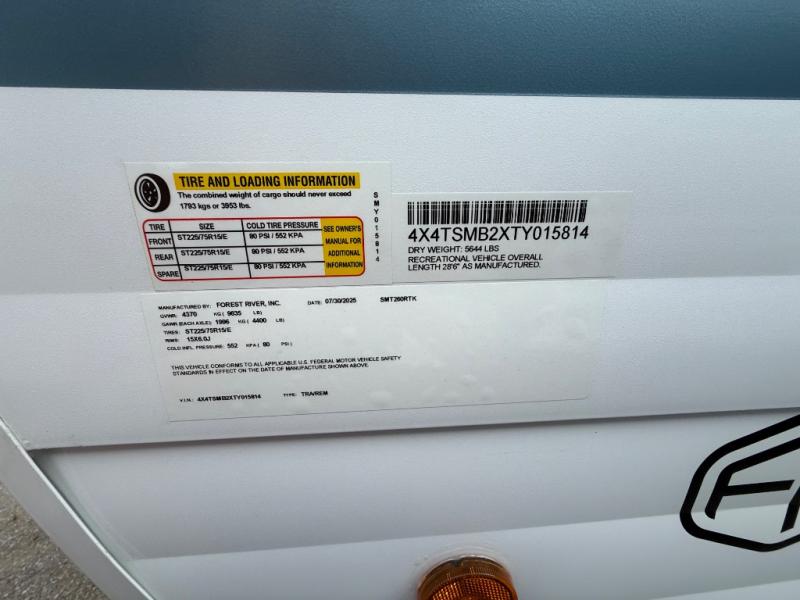 TIRE AND LOADING INFORMATION
The combined weight of cargo should never exceed
1793 kgs or 3953 lbs.
TIRE SIZE COLD TIRE PRESSURE SEE OWNER'S MANUAL FOR ADDITIONAL INFORMATION
FRONT ST225/75R15/E 80 PSI / 552 KPA
REAR ST225/75R15/E 80 PSI / 552 KPA
SPARE ST225/75R15/E 80 PSI / 552 KPA
SMY015814
4X4TSMB2XTY015814
DRY WEIGHT: 5644 LBS
RECREATIONAL VEHICLE OVERALL
LENGTH 28'6" AS MANUFACTURED.
MANUFACTURED BY: FOREST RIVER, INC. DATE: 07/30/2025 SMT260RTK
GVWR: 4370 KG ( 9635 LB)
GAWR (EACH AXLE): 1996 KG ( 4400 LB)
TIRES: ST225/75R15/E
RIMS: 15X6.0J
COLD INFL. PRESSURE: 552 KPA ( 80 PSI )
THIS VEHICLE CONFORMS TO ALL APPLICABLE U.S. FEDERAL MOTOR VEHICLE SAFETY
STANDARDS IN EFFECT ON THE DATE OF MANUFACTURE SHOWN ABOVE.
V.I.N.: 4X4TSMB2XTY015814 TYPE: TRA/REM